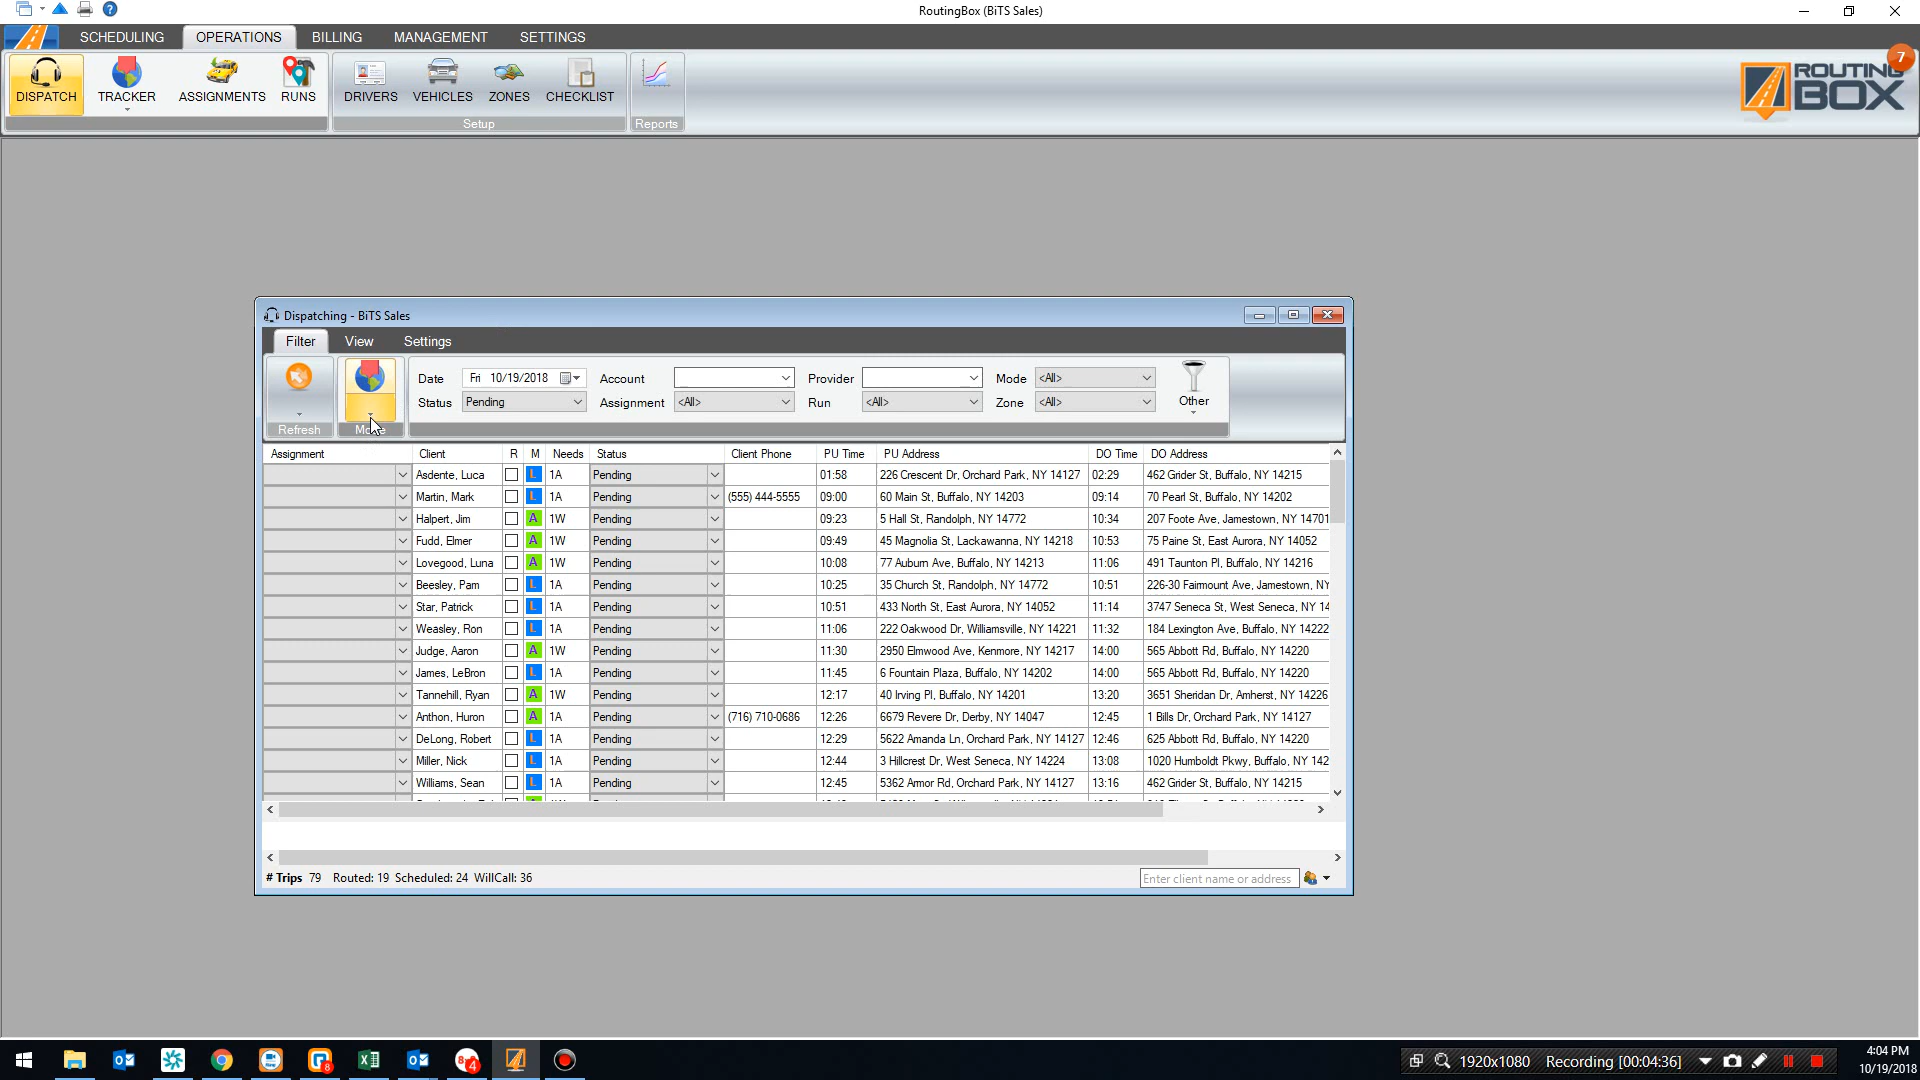 RoutingBox (BiTS Sales)
SCHEDULING OPERATIONS BILLING MANAGEMENT SETTINGS
7
DISPATCH TRACKER ASSIGNMENTS RUNS DRIVERS VEHICLES ZONES CHECKLIST
ROUTING
BOX
Setup Reports
Dispatching - BiTS Sales
Filter View Settings
Date Fri 10/19/2018 Account Provider Mode <All>
Status Pending Assignment <All> Run <All> Zone <All> Other
Refresh
Assignment Client R M Needs Status Client Phone PU Time PU Address DO Time DO Address
Asdente, Luca L 1A Pending 01:58 226 Crescent Dr, Orchard Park, NY 14127 02:29 462 Grider St, Buffalo, NY 14215
Martin, Mark L 1A Pending (555) 444-5555 09:00 60 Main St, Buffalo, NY 14203 09:14 70 Pearl St, Buffalo, NY 14202
Halpert, Jim A 1W Pending 09:23 5 Hall St, Randolph, NY 14772 10:34 207 Foote Ave, Jamestown, NY 14701
Fudd, Elmer A 1W Pending 09:49 45 Magnolia St, Lackawanna, NY 14218 10:53 75 Paine St, East Aurora, NY 14052
Lovegood, Luna A 1W Pending 10:08 77 Auburn Ave, Buffalo, NY 14213 11:06 491 Taunton Pl, Buffalo, NY 14216
Beesley, Pam L 1A Pending 10:25 35 Church St, Randolph, NY 14772 10:51 226-30 Fairmount Ave, Jamestown, NY
Star, Patrick L 1A Pending 10:51 433 North St, East Aurora, NY 14052 11:14 3747 Seneca St, West Seneca, NY 14
Weasley, Ron L 1A Pending 11:06 222 Oakwood Dr, Williamsville, NY 14221 11:32 184 Lexington Ave, Buffalo, NY 14222
Judge, Aaron A 1W Pending 11:30 2950 Elmwood Ave, Kenmore, NY 14217 14:00 565 Abbott Rd, Buffalo, NY 14220
James, LeBron L 1A Pending 11:45 6 Fountain Plaza, Buffalo, NY 14202 14:00 565 Abbott Rd, Buffalo, NY 14220
Tannehill, Ryan A 1W Pending 12:17 40 Irving Pl, Buffalo, NY 14201 13:20 3651 Sheridan Dr, Amherst, NY 14226
Anthon, Huron A 1A Pending (716) 710-0686 12:26 6679 Revere Dr, Derby, NY 14047 12:45 1 Bills Dr, Orchard Park, NY 14127
DeLong, Robert L 1A Pending 12:29 5622 Amanda Ln, Orchard Park, NY 14127 12:46 625 Abbott Rd, Buffalo, NY 14220
Miller, Nick L 1A Pending 12:44 3 Hillcrest Dr, West Seneca, NY 14224 13:08 1020 Humboldt Pkwy, Buffalo, NY 142
Williams, Sean L 1A Pending 12:45 5362 Armor Rd, Orchard Park, NY 14127 13:16 462 Grider St, Buffalo, NY 14215
# Trips 79 Routed: 19 Scheduled: 24 WillCall: 36
Enter client name or address
1920x1080 Recording [00:04:36]
4:04 PM
10/19/2018